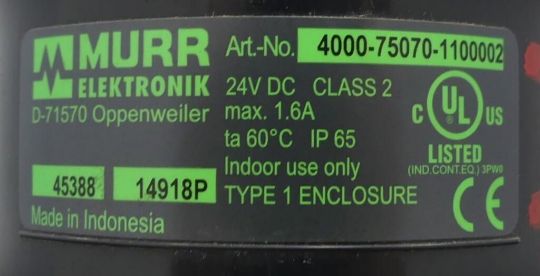 MURR
ELEKTRONIK
D-71570 Oppenweiler
Art.-No. 4000-75070-1100002
24V DC CLASS 2
max. 1.6A
ta 60°C IP 65
Indoor use only
TYPE 1 ENCLOSURE
C UL US
LISTED
(IND.CONT.EQ.) 3PW0
CE
45388 14918P
Made in Indonesia